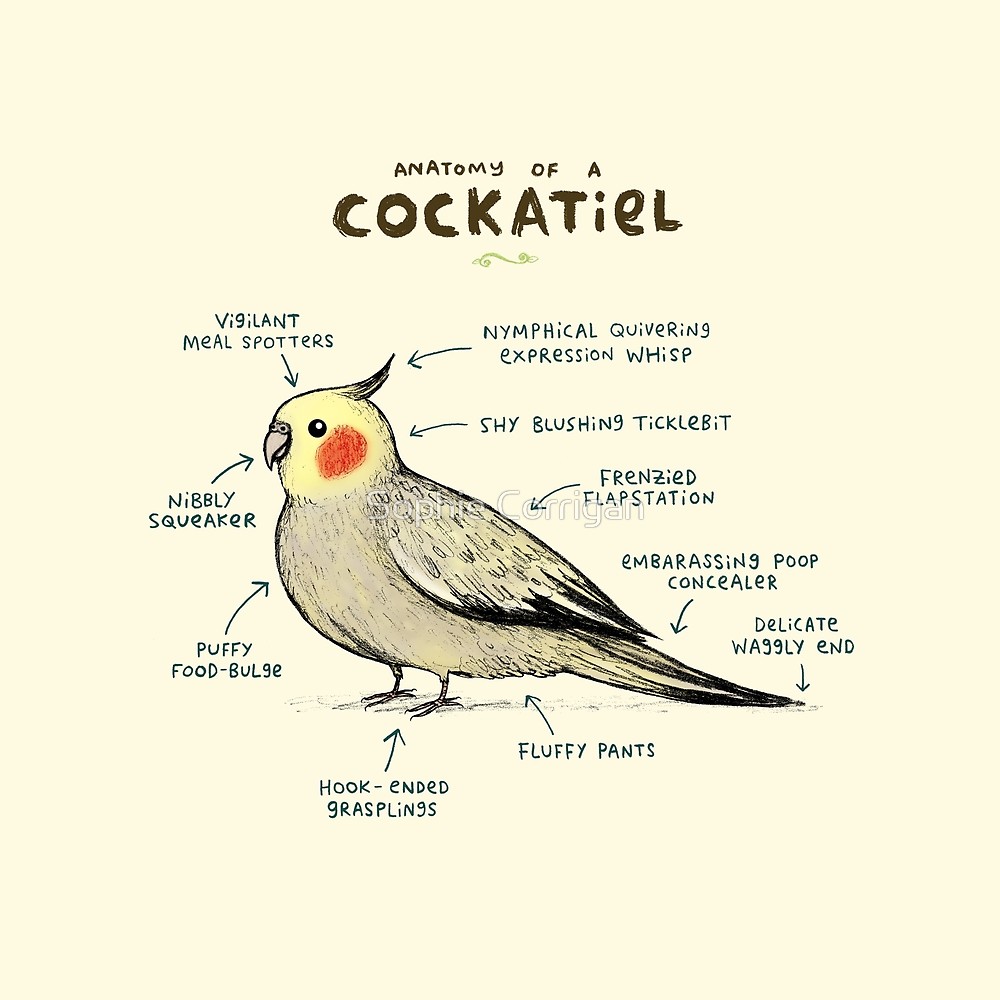 ANATOMY OF A
COCKATIEL
VIGILANT
MEAL SPOTTERS
NYMPHICAL QUIVERING
EXPRESSION WHISP
SHY BLUSHING TICKLEBIT
FRENZIED
FLAPSTATION
NIBBLY
SQUEAKER
Sophie Corrigan
EMBARASSING POOP
CONCEALER
DELICATE
WAGGLY END
PUFFY
FOOD-BULGE
FLUFFY PANTS
HOOK-ENDED
GRASPLINGS